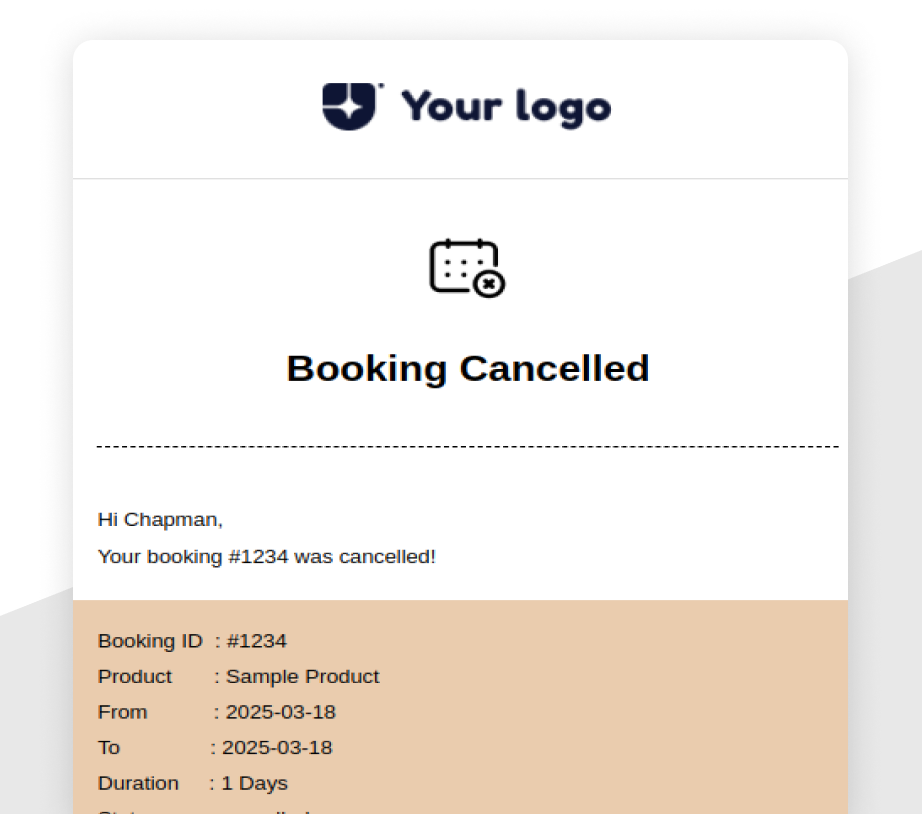 Your logo
Booking Cancelled
Hi Chapman,
Your booking #1234 was cancelled!
Booking ID : #1234
Product : Sample Product
From : 2025-03-18
To : 2025-03-18
Duration : 1 Days